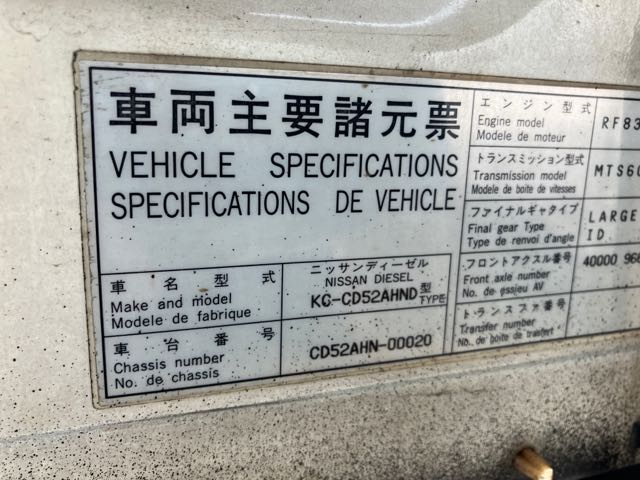 車両主要諸元票
VEHICLE SPECIFICATIONS
SPECIFICATIONS DE VEHICLE
車名型式
Make and model
Modele de fabrique
ニッサンディーゼル
NISSAN DIESEL
KC-CD52AHND型
TYPE
車台番号
Chassis number
No. de chassis
CD52AHN-00020
エンジン型式
Engine model
Modele de moteur
RF8
トランスミッション型式
Transmission model
Modele de boite de vitesses
MTS60
ファイナルギヤタイプ
Final gear Type
Type de renvoi d'angle
LARGE
ID
フロントアクスル番号
Front axle number
No. de essieu AV
40000 96
トランスファ番号
Transfer number
No. de boite de transfert